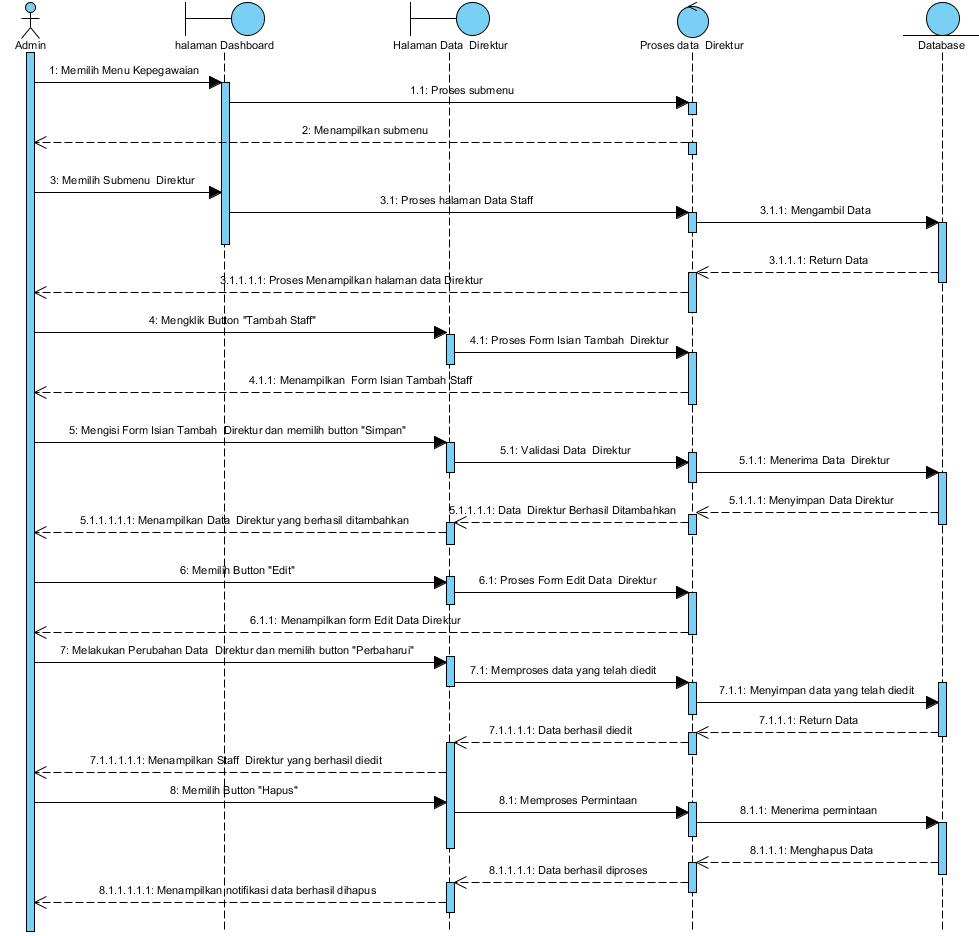 Admin
halaman Dashboard
Halaman Data Direktur
Proses data Direktur
Database
1: Memilih Menu Kepegawaian
1.1: Proses submenu
2: Menampilkan submenu
3: Memilih Submenu Direktur
3.1: Proses halaman Data Staff
3.1.1: Mengambil Data
3.1.1.1: Return Data
3.1.1.1.1: Proses Menampilkan halaman data Direktur
4: Mengklik Button "Tambah Staff"
4.1: Proses Form Isian Tambah Direktur
4.1.1: Menampilkan Form Isian Tambah Staff
5: Mengisi Form Isian Tambah Direktur dan memilih button "Simpan"
5.1: Validasi Data Direktur
5.1.1: Menerima Data Direktur
5.1.1.1: Menyimpan Data Direktur
5.1.1.1.1: Data Direktur Berhasil Ditambahkan
5.1.1.1.1.1: Menampilkan Data Direktur yang berhasil ditambahkan
6: Memilih Button "Edit"
6.1: Proses Form Edit Data Direktur
6.1.1: Menampilkan form Edit Data Direktur
7: Melakukan Perubahan Data Direktur dan memilih button "Perbaharui"
7.1: Memproses data yang telah diedit
7.1.1: Menyimpan data yang telah diedit
7.1.1.1: Return Data
7.1.1.1.1: Data berhasil diedit
7.1.1.1.1.1: Menampilkan Staff Direktur yang berhasil diedit
8: Memilih Button "Hapus"
8.1: Memproses Permintaan
8.1.1: Menerima permintaan
8.1.1.1: Menghapus Data
8.1.1.1.1: Data berhasil diproses
8.1.1.1.1.1: Menampilkan notifikasi data berhasil dihapus